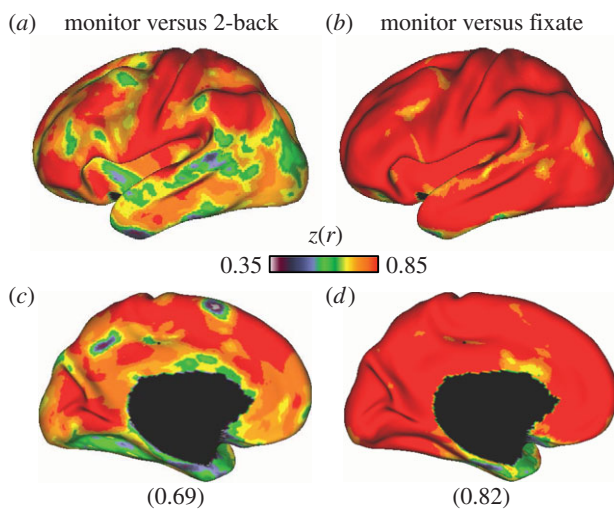 (a) monitor versus 2-back
(b) monitor versus fixate
z(r)
0.35 0.85
(c)
(d)
(0.69)
(0.82)